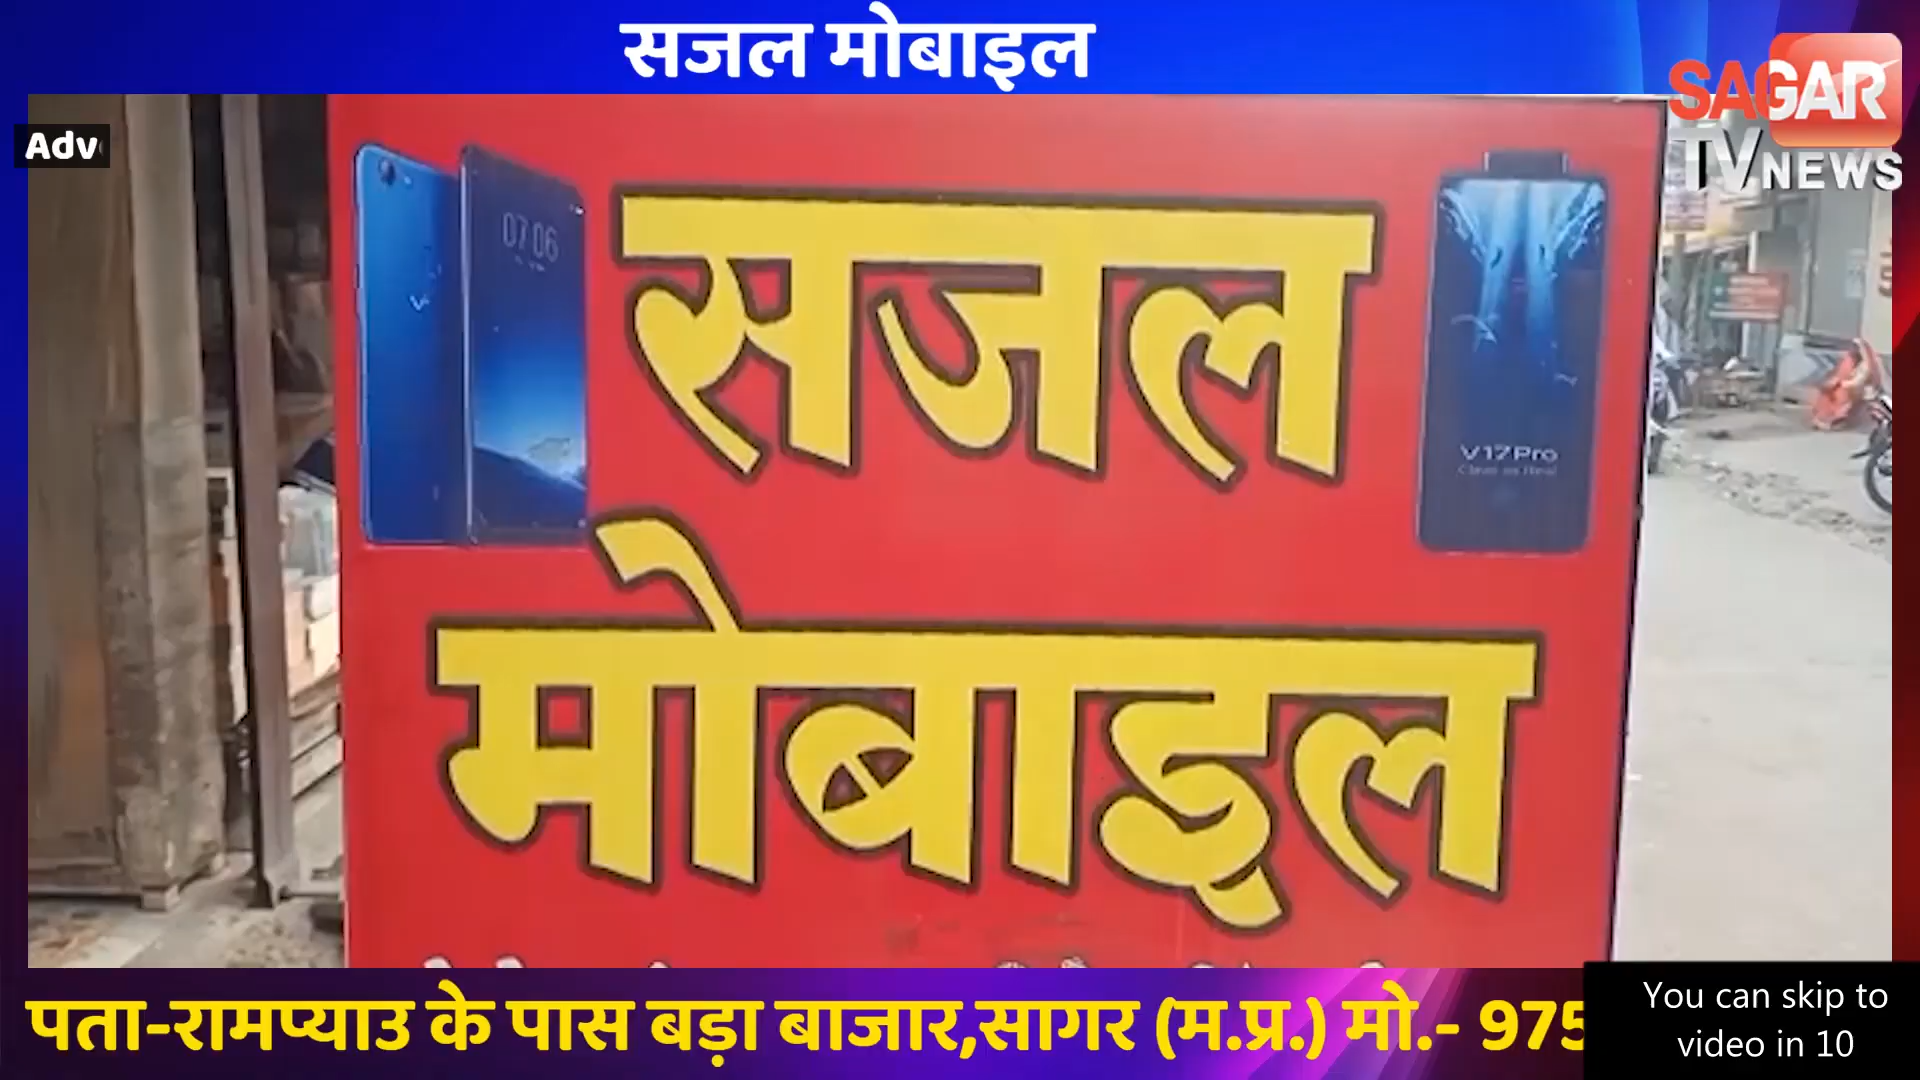 सजल मोबाइल
SAGAR
TV NEWS
Adv
07:06
सजल
V17Pro
मोबाइल
पता-रामप्याउ के पास बड़ा बाजार,सागर (म.प्र.) मो.- 975
You can skip to
video in 10